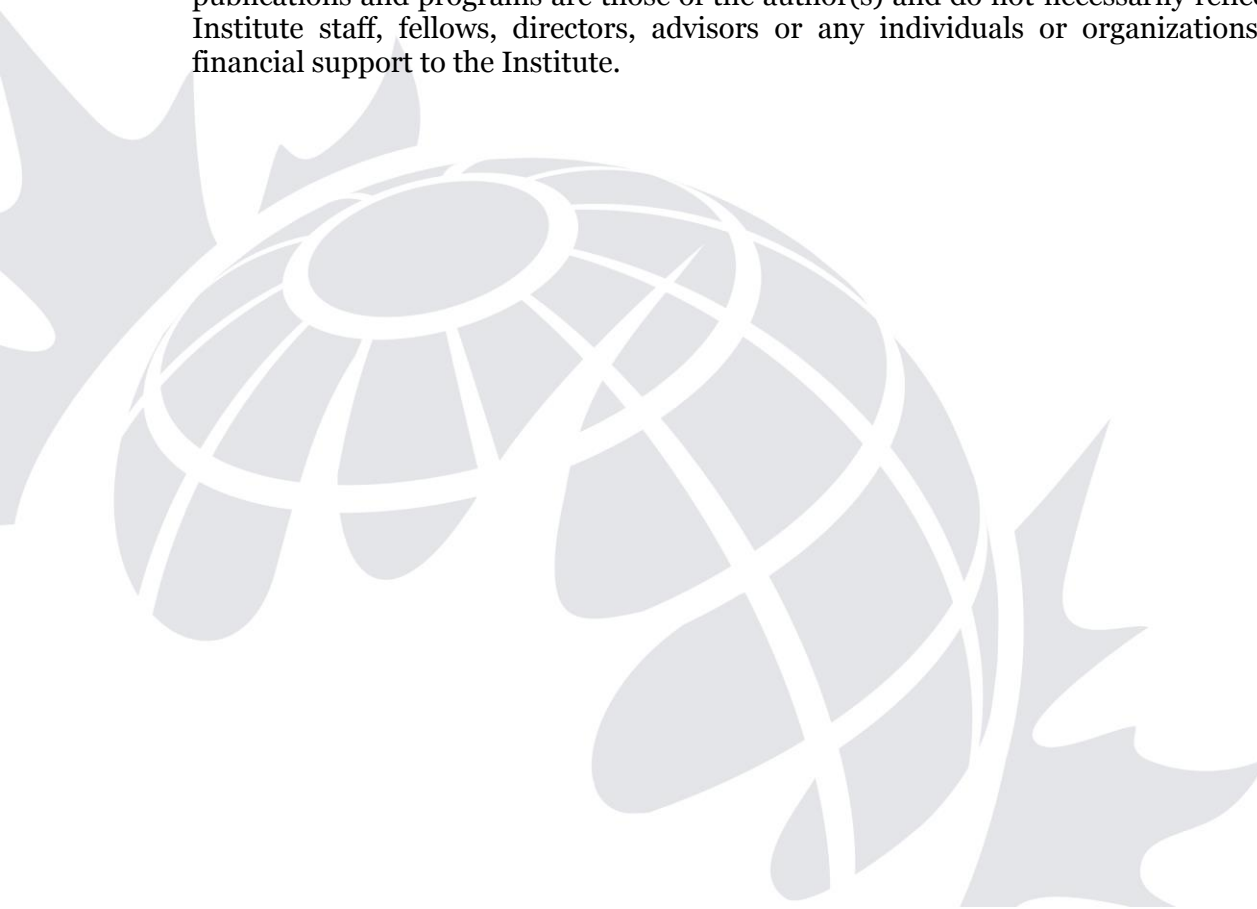 publications and programs are those of the author(s) and do not necessarily
Institute staff, fellows, directors, advisors or any individuals or organizations
financial support to the Institute.